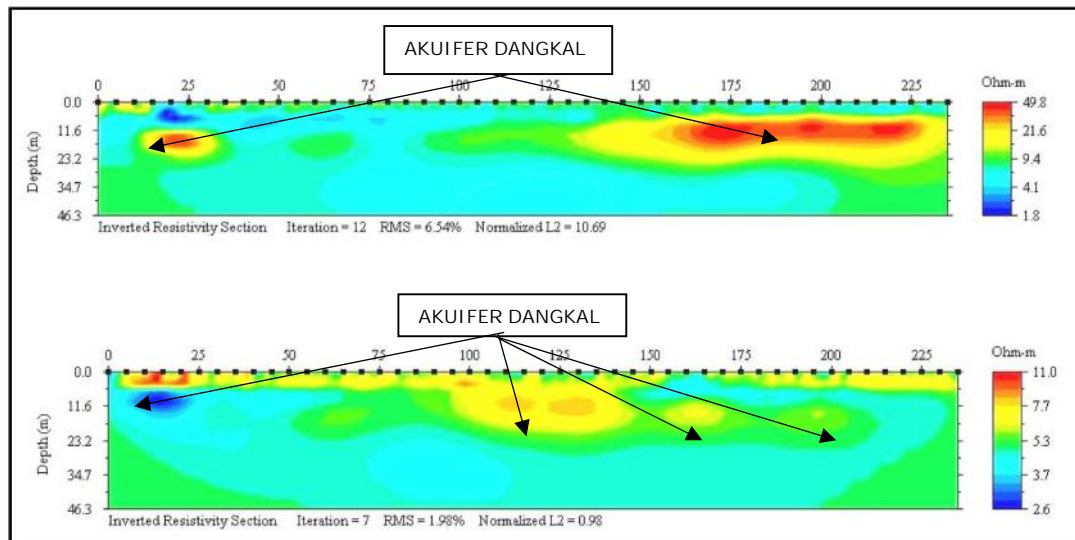 AKUIFER DANGKAL
0 25 50 75 100 125 150 175 200 225
Ohm-m
0.0
11.6
23.2
34.7
46.3
Depth (m)
49.8
21.6
9.4
4.1
1.8
Inverted Resistivity Section Iteration = 12 RMS = 6.54% Normalized L2 = 10.69
AKUIFER DANGKAL
0 25 50 75 100 125 150 175 200 225
Ohm-m
0.0
11.6
23.2
34.7
46.3
Depth (m)
11.0
7.7
5.3
3.7
2.6
Inverted Resistivity Section Iteration = 7 RMS = 1.98% Normalized L2 = 0.98